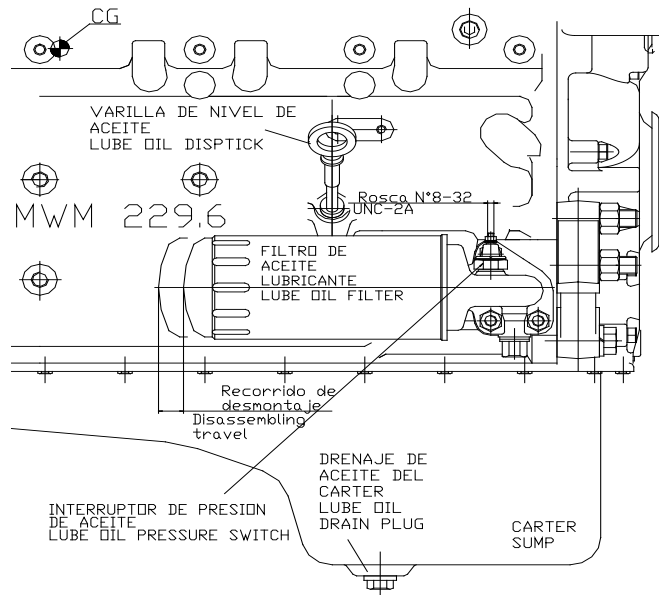 CG
VARILLA DE NIVEL DE
ACEITE
LUBE OIL DISPTICK
Rosca N°8-32
UNC-2A
MWM 229.6
FILTRO DE
ACEITE
LUBRICANTE
LUBE OIL FILTER
Recorrido de
desmontaje
Disassembling
travel
INTERRUPTOR DE PRESION
DE ACEITE
LUBE OIL PRESSURE SWITCH
DRENAJE DE
ACEITE DEL
CARTER
LUBE OIL
DRAIN PLUG
CARTER
SUMP